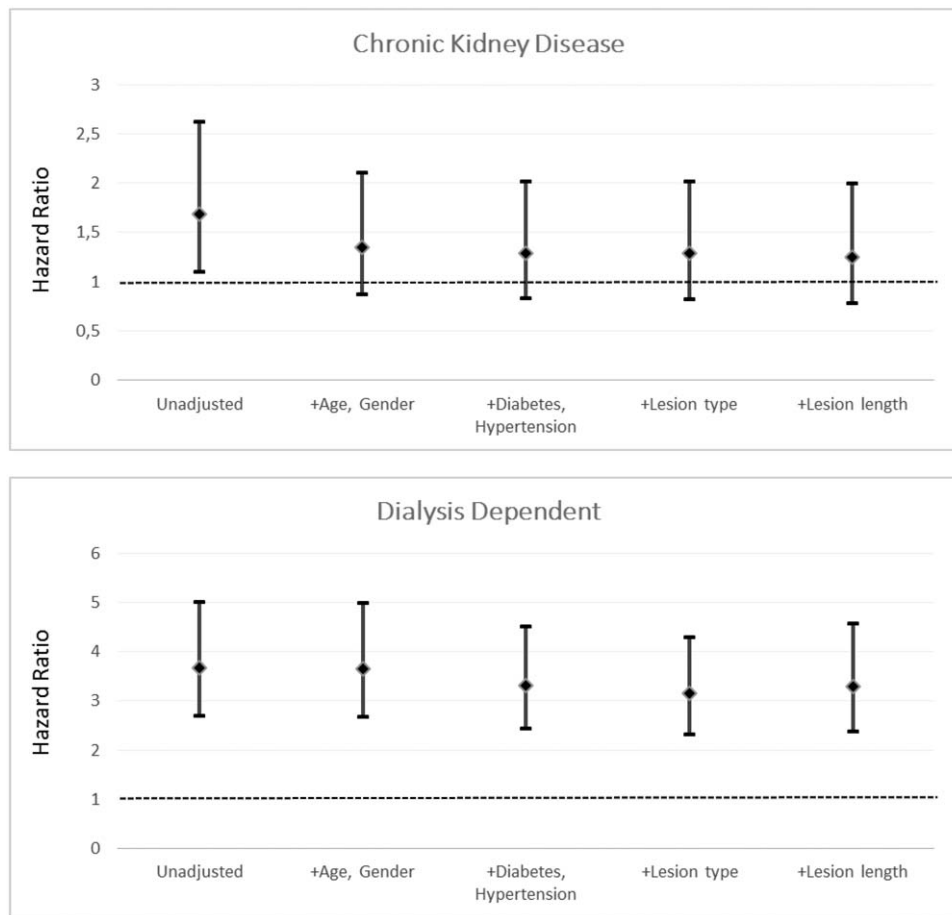 Chronic Kidney Disease
Hazard Ratio
3
2,5
2
1,5
1
0,5
0
Unadjusted +Age, Gender +Diabetes, +Lesion type +Lesion length
Hypertension
Dialysis Dependent
Hazard Ratio
6
5
4
3
2
1
0
Unadjusted +Age, Gender +Diabetes, +Lesion type +Lesion length
Hypertension